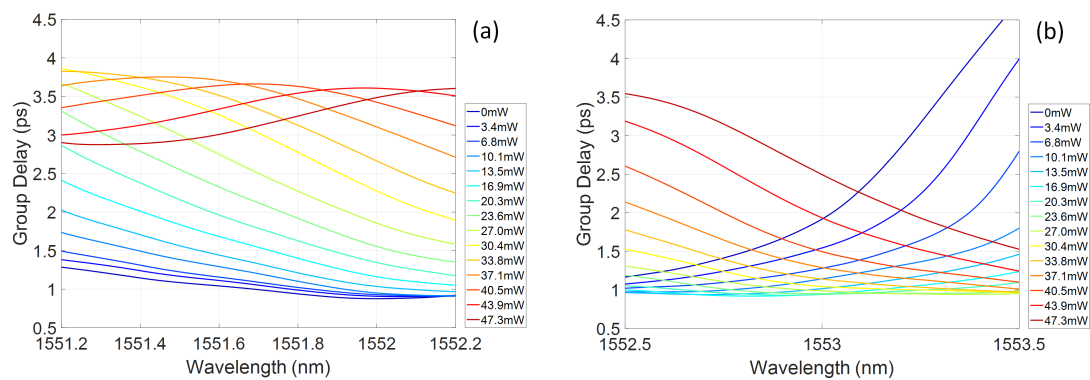 (a)
4.5
4
3.5
3
2.5
2
1.5
1
0.5
Group Delay (ps)
1551.2 1551.4 1551.6 1551.8 1552 1552.2
Wavelength (nm)
0mW
3.4mW
6.8mW
10.1mW
13.5mW
16.9mW
20.3mW
23.6mW
27.0mW
30.4mW
33.8mW
37.1mW
40.5mW
43.9mW
47.3mW
(b)
4.5
4
3.5
3
2.5
2
1.5
1
0.5
Group Delay (ps)
1552.5 1553 1553.5
Wavelength (nm)
0mW
3.4mW
6.8mW
10.1mW
13.5mW
16.9mW
20.3mW
23.6mW
27.0mW
30.4mW
33.8mW
37.1mW
40.5mW
43.9mW
47.3mW